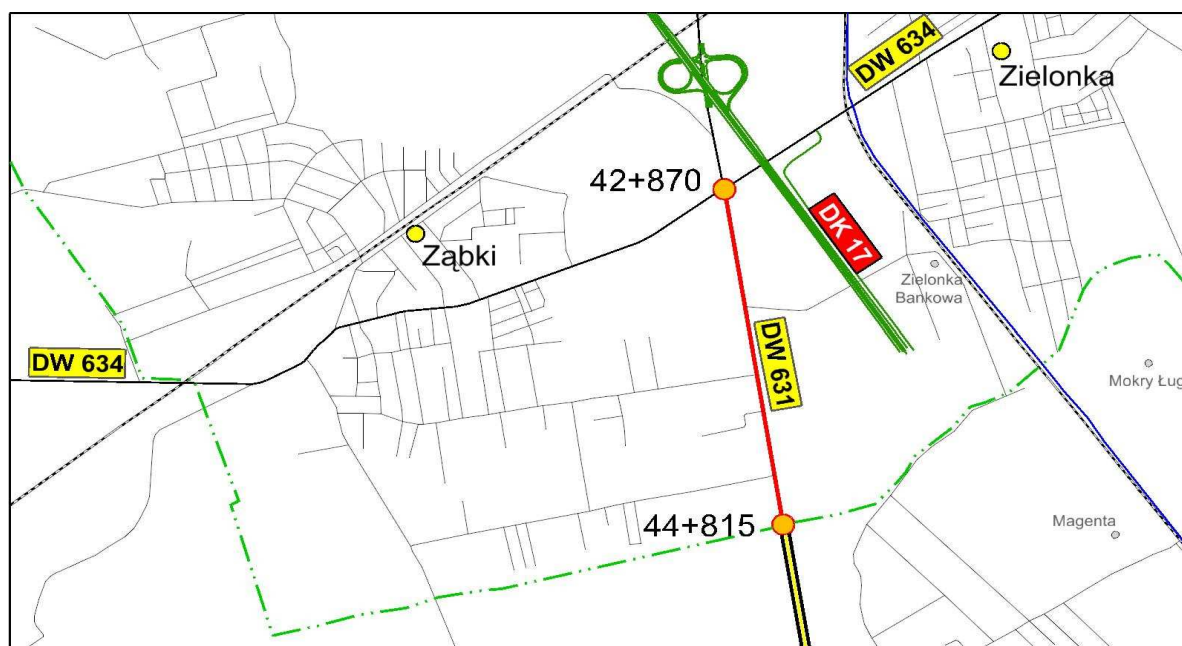 DW 634
Zielonka
42+870
DK 17
Ząbki
Zielonka
Bankowa
DW 634
DW 631
Mokry Ług
44+815
Magenta